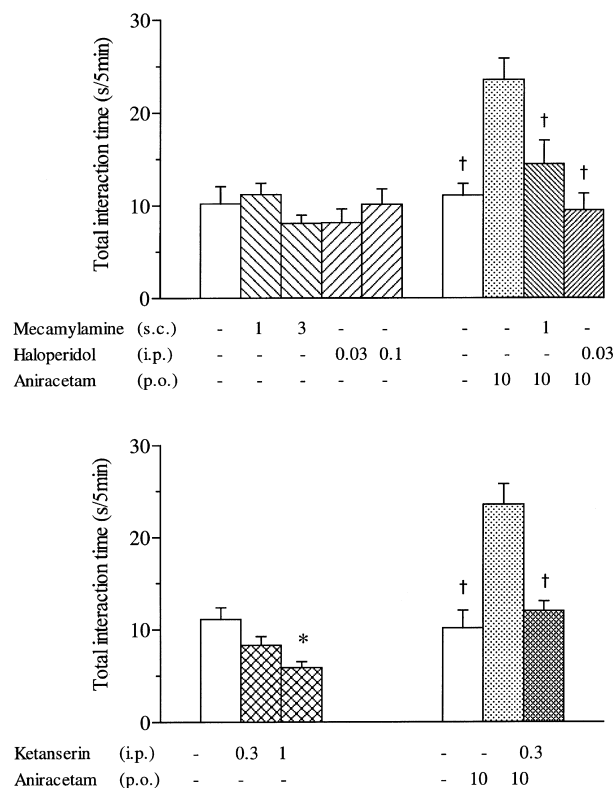 30
20
10
0
Total interaction time (s/5min)
† † †
Mecamylamine (s.c.) - 1 3 - - - - 1 -
Haloperidol (i.p.) - - - 0.03 0.1 - - - 0.03
Aniracetam (p.o.) - - - - - - 10 10 10
30
20
10
0
Total interaction time (s/5min)
* † †
Ketanserin (i.p.) - 0.3 1 - - 0.3
Aniracetam (p.o.) - - - - 10 10